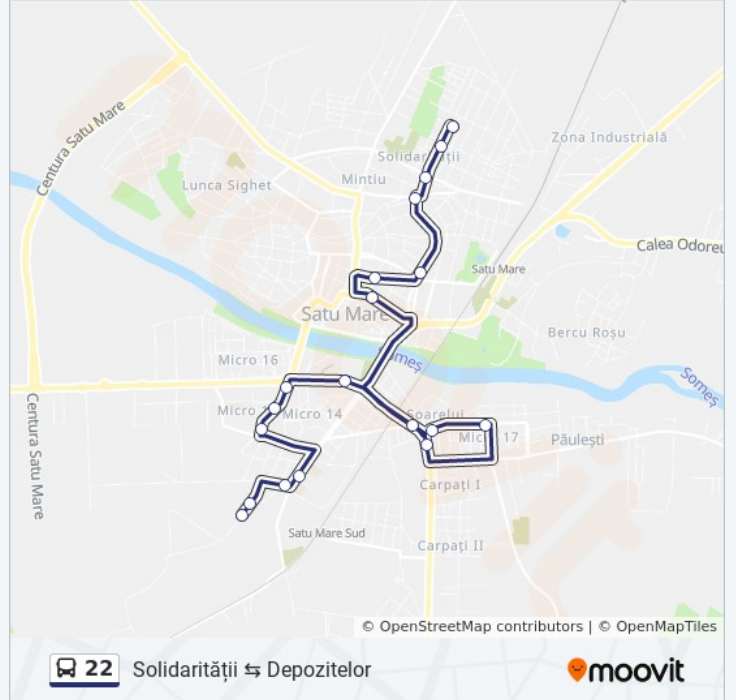 Centura Satu Mare
Zona Industrială
Solidarității
Mintiu
Lunca Sighet
Calea Odoreu
Satu Mare
Satu Mare
Bercu Roșu
Someș
Micro 16
Someș
Micro
Micro 14
Soarelui
Micro 17
Păulești
Centura Satu Mare
Carpați I
Satu Mare Sud
Carpați II
© OpenStreetMap contributors | © OpenMapTiles
22 Solidarității ⇆ Depozitelor
moovit